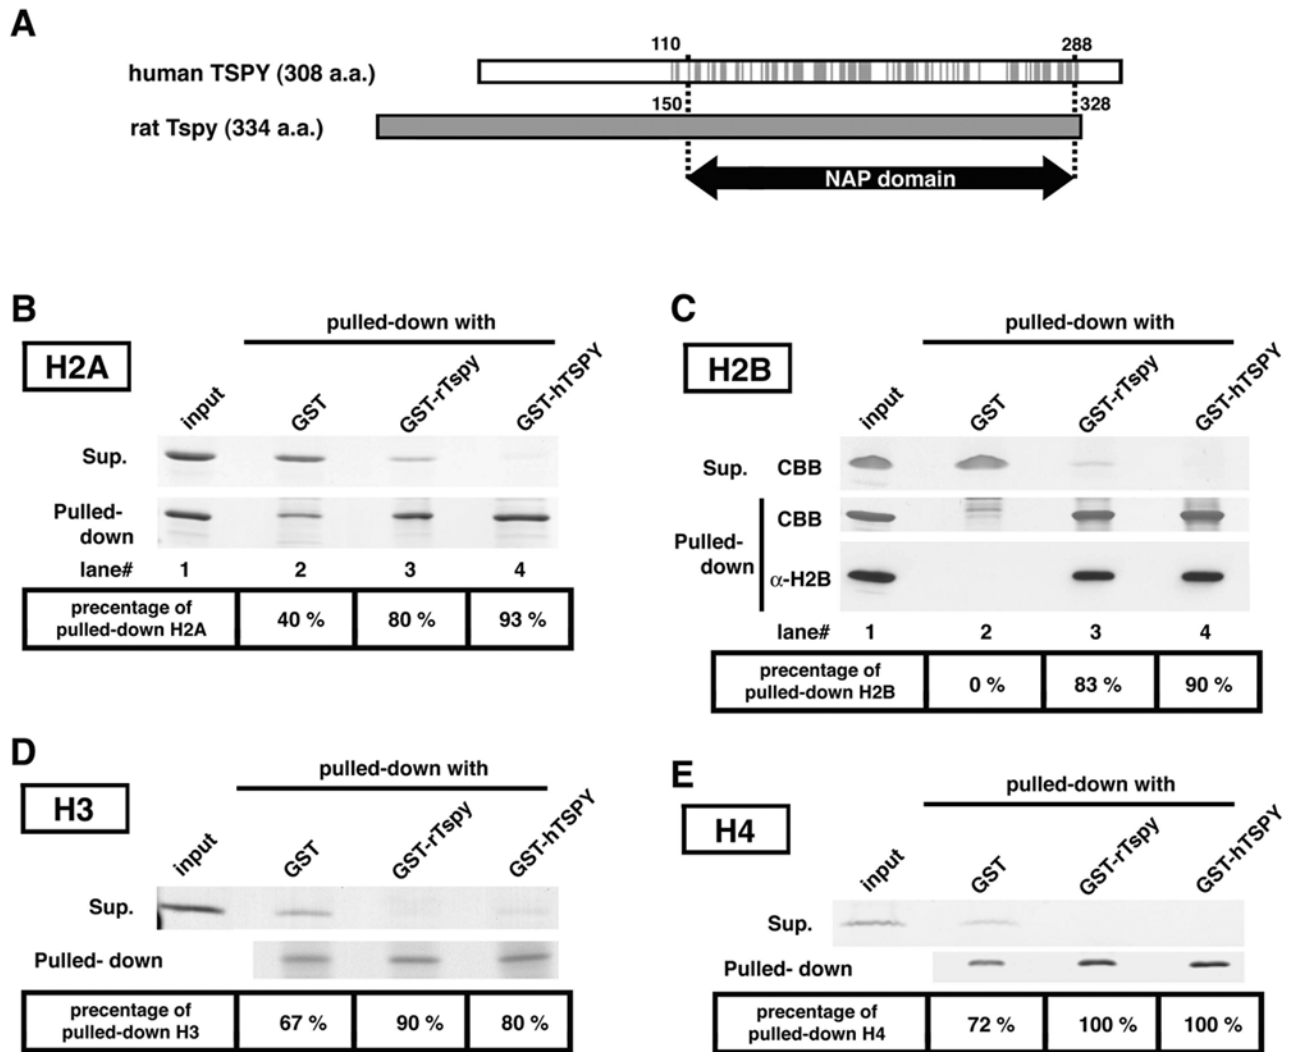 A
human TSPY (308 a.a.)
110
288
rat Tspy (334 a.a.)
150
328
NAP domain
B
H2A
pulled-down with
input
GST
GST-rTspy
GST-hTSPY
Sup.
Pulled-
down
lane#
1
2
3
4
precentage of
pulled-down H2A
40 %
80 %
93 %
C
H2B
pulled-down with
input
GST
GST-rTspy
GST-hTSPY
Sup.
CBB
Pulled-
down
CBB
α-H2B
lane#
1
2
3
4
precentage of
pulled-down H2B
0 %
83 %
90 %
D
H3
pulled-down with
input
GST
GST-rTspy
GST-hTSPY
Sup.
Pulled- down
precentage of
pulled-down H3
67 %
90 %
80 %
E
H4
pulled-down with
input
GST
GST-rTspy
GST-hTSPY
Sup.
Pulled- down
precentage of
pulled-down H4
72 %
100 %
100 %